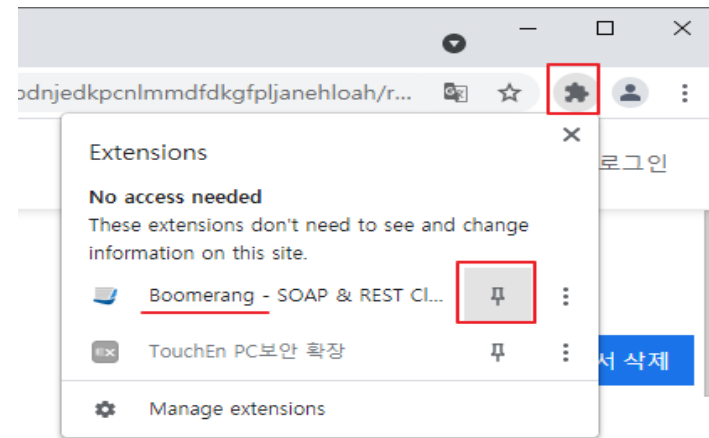 odnjedkpcnlmmdfdkgfpljanehloah/r...
Extensions
로그인
No access needed
These extensions don't need to see and change
information on this site.
Boomerang - SOAP & REST Cl...
TouchEn PC보안 확장
서 삭제
Manage extensions